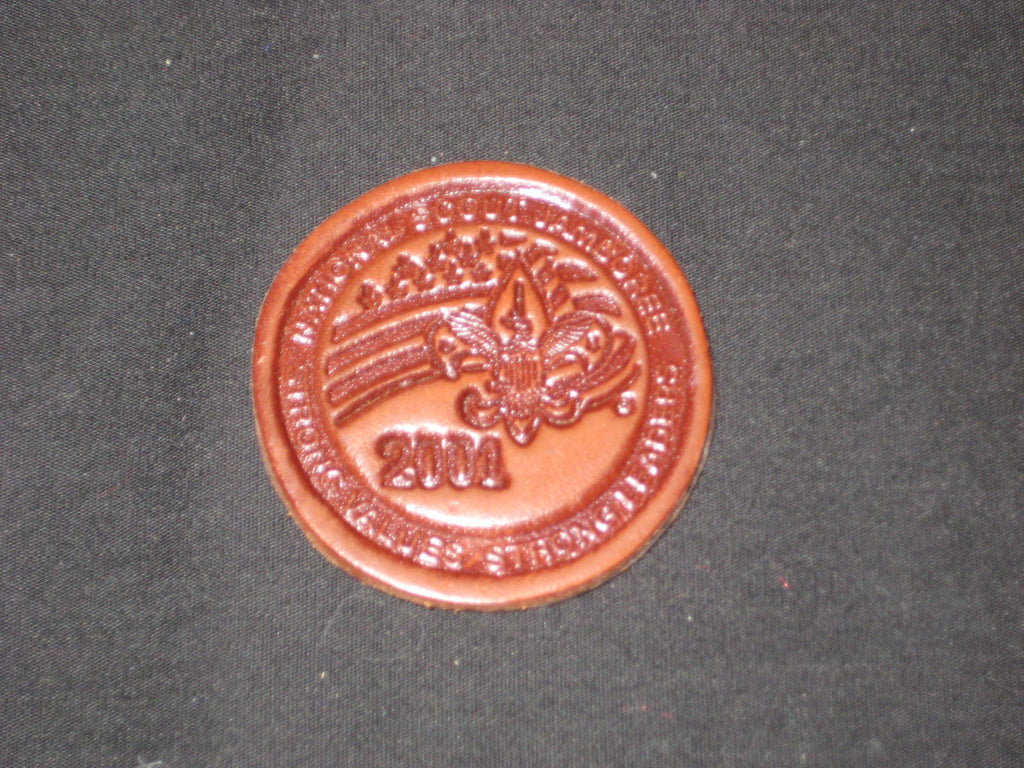 NATIONAL SCOUT JAMBOREE
2001
STRONG VALUES, STRONG LEADERS